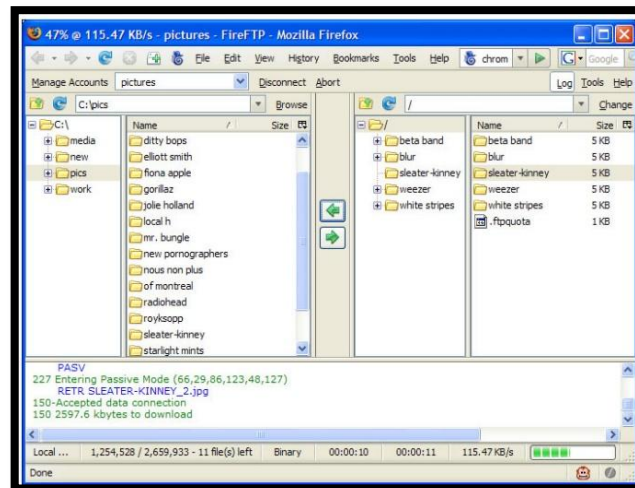 47% @ 115.47 KB/s - pictures - FireFTP - Mozilla Firefox
File Edit View History Bookmarks Tools Help chrom Google
Manage Accounts pictures Disconnect Abort Log Tools Help
C:\pics Browse / Change
C:\
media
new
pics
work
Name Size
ditty bops
elliott smith
fiona apple
gorillaz
jolie holland
local h
mr. bungle
new pornographers
nous non plus
of montreal
radiohead
royksopp
sleater-kinney
starlight mints
/
beta band
blur
sleater-kinney
weezer
white stripes
Name Size
beta band 5 KB
blur 5 KB
sleater-kinney 5 KB
weezer 5 KB
white stripes 5 KB
.ftpquota 1 KB
PASV
227 Entering Passive Mode (66,29,86,123,48,127)
RETR SLEATER-KINNEY_2.jpg
150-Accepted data connection
150 2597.6 kbytes to download
Local ... 1,254,528 / 2,659,933 - 11 file(s) left Binary 00:00:10 00:00:11 115.47 KB/s
Done